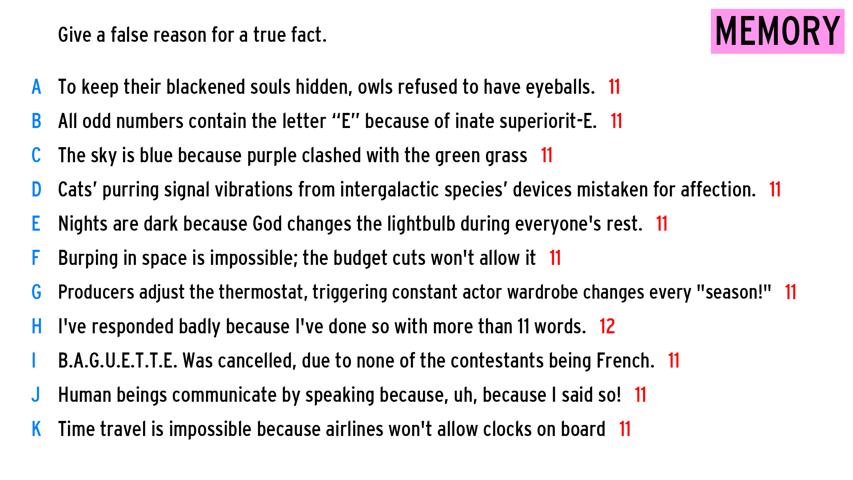 Give a false reason for a true fact.
MEMORY
A To keep their blackened souls hidden, owls refused to have eyeballs. 11
B All odd numbers contain the letter “E” because of inate superiorit-E. 11
C The sky is blue because purple clashed with the green grass 11
D Cats’ purring signal vibrations from intergalactic species’ devices mistaken for affection. 11
E Nights are dark because God changes the lightbulb during everyone's rest. 11
F Burping in space is impossible; the budget cuts won't allow it 11
G Producers adjust the thermostat, triggering constant actor wardrobe changes every "season!" 11
H I've responded badly because I've done so with more than 11 words. 12
I B.A.G.U.E.T.T.E. Was cancelled, due to none of the contestants being French. 11
J Human beings communicate by speaking because, uh, because I said so! 11
K Time travel is impossible because airlines won't allow clocks on board 11